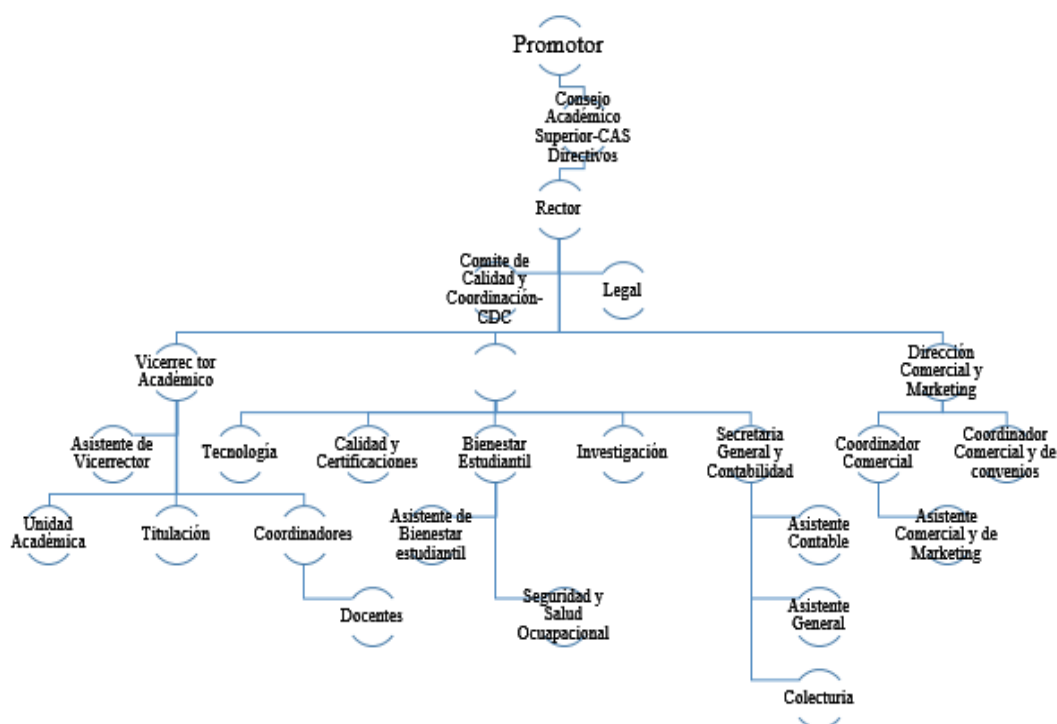 Promotor
Consejo
Académico
Superior-CAS
Directivos
Rector
Comite de
Calidad y
Coordinación-
CDC
Legal
Vicerrec tor
Académico
Dirección
Comercial y
Marketing
Asistente de
Vicerrector
Tecnología
Calidad y
Certificaciones
Bienestar
Estudiantil
Investigación
Secretaria
General y
Contabilidad
Coordinador
Comercial
Coordinador
Comercial y de
convenios
Unidad
Académica
Titulación
Coordinadores
Asistente de
Bienestar
estudiantil
Asistente
Contable
Asistente
Comercial y de
Marketing
Docentes
Seguridad y
Salud
Ocuapacional
Asistente
General
Colecturia